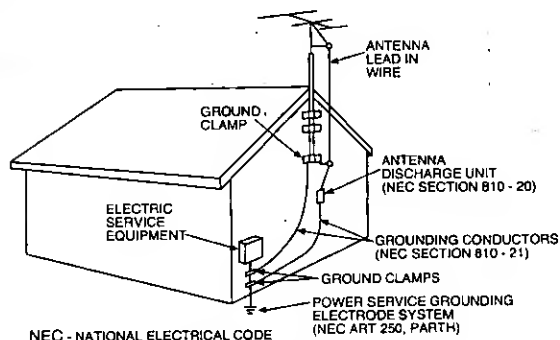 ANTENNA
LEAD IN
WIRE
GROUND
CLAMP
ANTENNA
DISCHARGE UNIT
(NEC SECTION 810 - 20)
ELECTRIC
SERVICE
EQUIPMENT
GROUNDING CONDUCTORS
(NEC SECTION 810 - 21)
GROUND CLAMPS
POWER SERVICE GROUNDING
ELECTRODE SYSTEM
(NEC ART 250, PARTH)
NEC - NATIONAL ELECTRICAL CODE